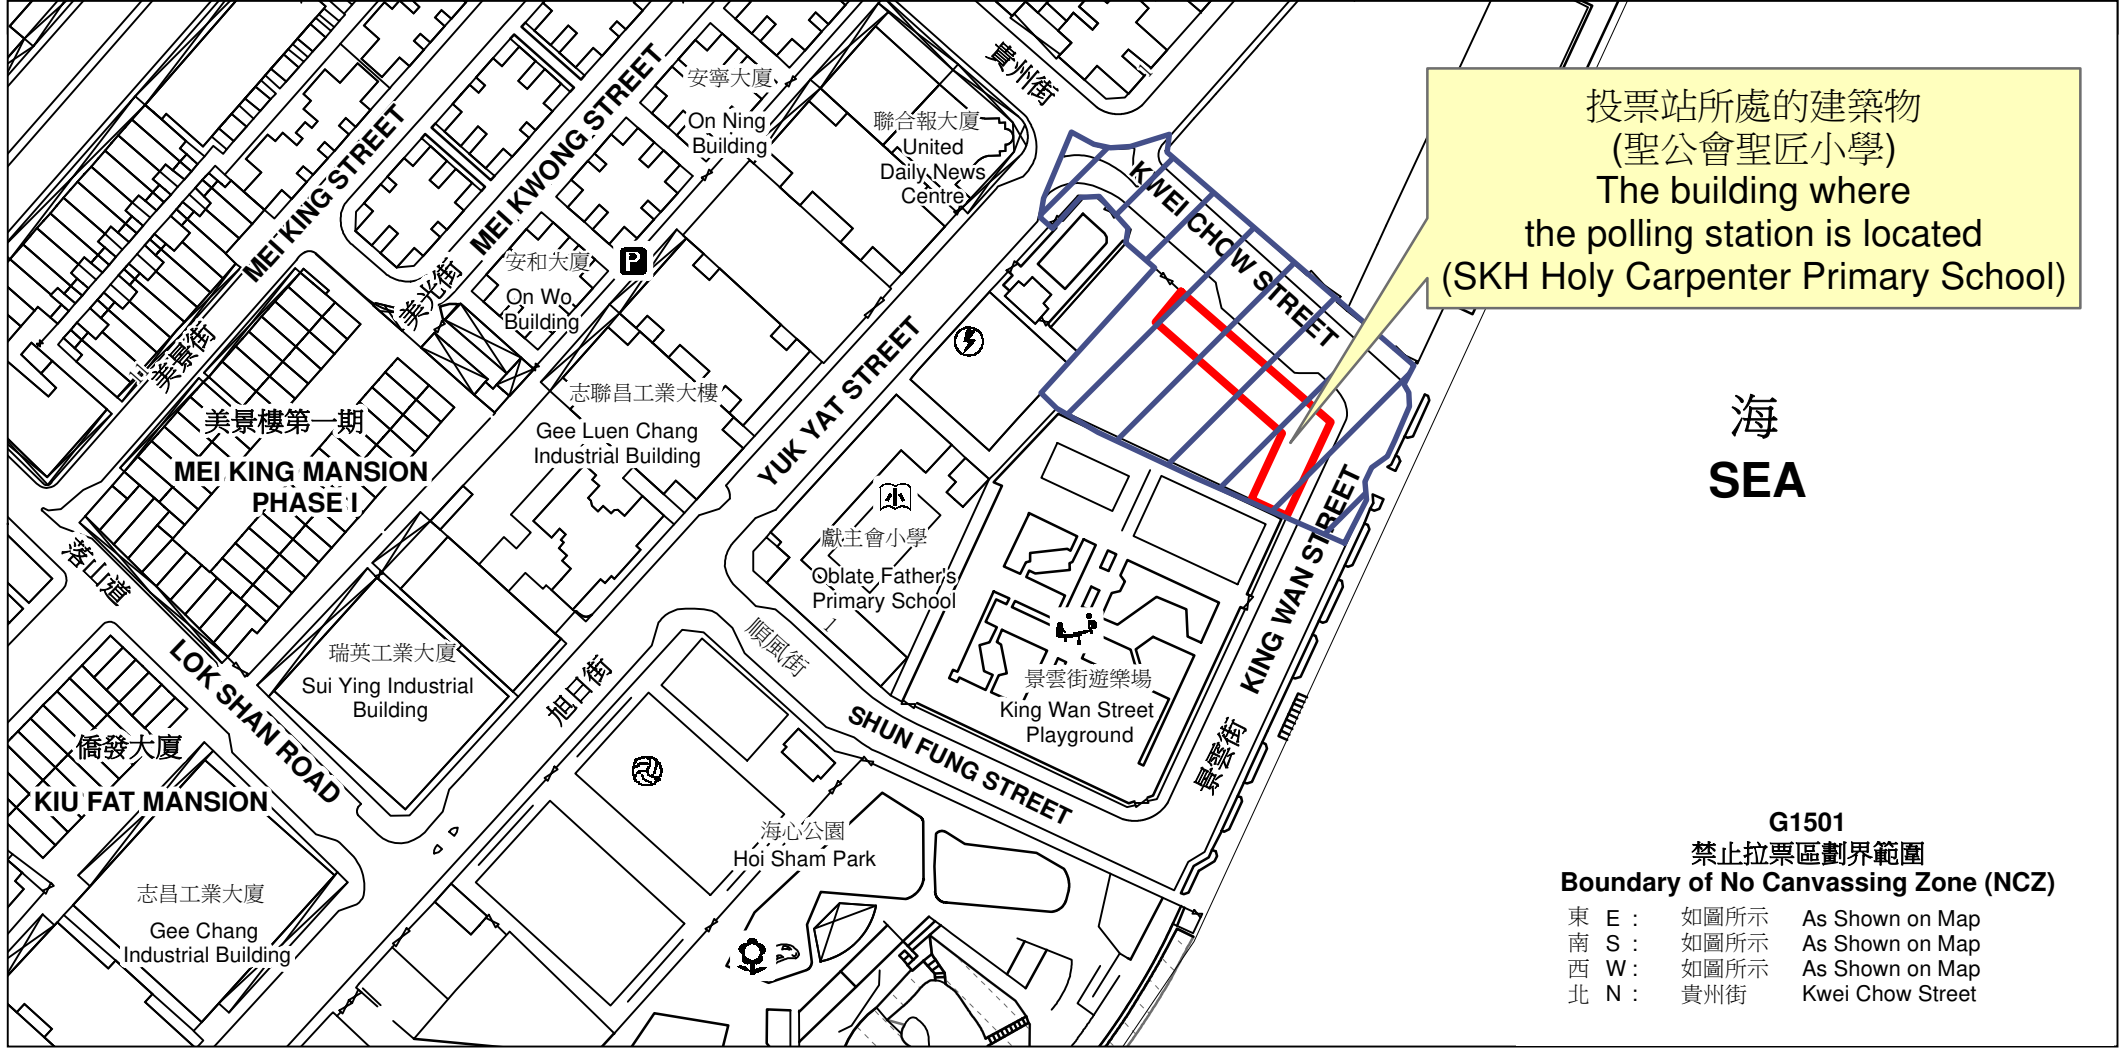 貴州街
安寧大廈
On Ning
Building
聯合報大廈
United
Daily News
Centre
投票站所處的建築物
(聖公會聖匠小學)
The building where
the polling station is located
(SKH Holy Carpenter Primary School)
MEI KING STREET
MEI KWONG STREET
KWEI CHOW STREET
安和大廈
On Wo
Building
P
美光街
美景街
美景樓第一期
MEI KING MANSION
PHASE I
志聯昌工業大樓
Gee Luen Chang
Industrial Building
YUK YAT STREET
海
SEA
小
獻主會小學
Oblate Father's
Primary School
1
落山道
LOK SHAN ROAD
瑞英工業大廈
Sui Ying Industrial
Building
旭日街
順風街
SHUN FUNG STREET
景雲街遊樂場
King Wan Street
Playground
KING WAN STREET
景雲街
僑發大廈
KIU FAT MANSION
志昌工業大廈
Gee Chang
Industrial Building
海心公園
Hoi Sham Park
G1501
禁止拉票區劃界範圍
Boundary of No Canvassing Zone (NCZ)
東 E : 如圖所示 As Shown on Map
南 S : 如圖所示 As Shown on Map
西 W : 如圖所示 As Shown on Map
北 N : 貴州街 Kwei Chow Street